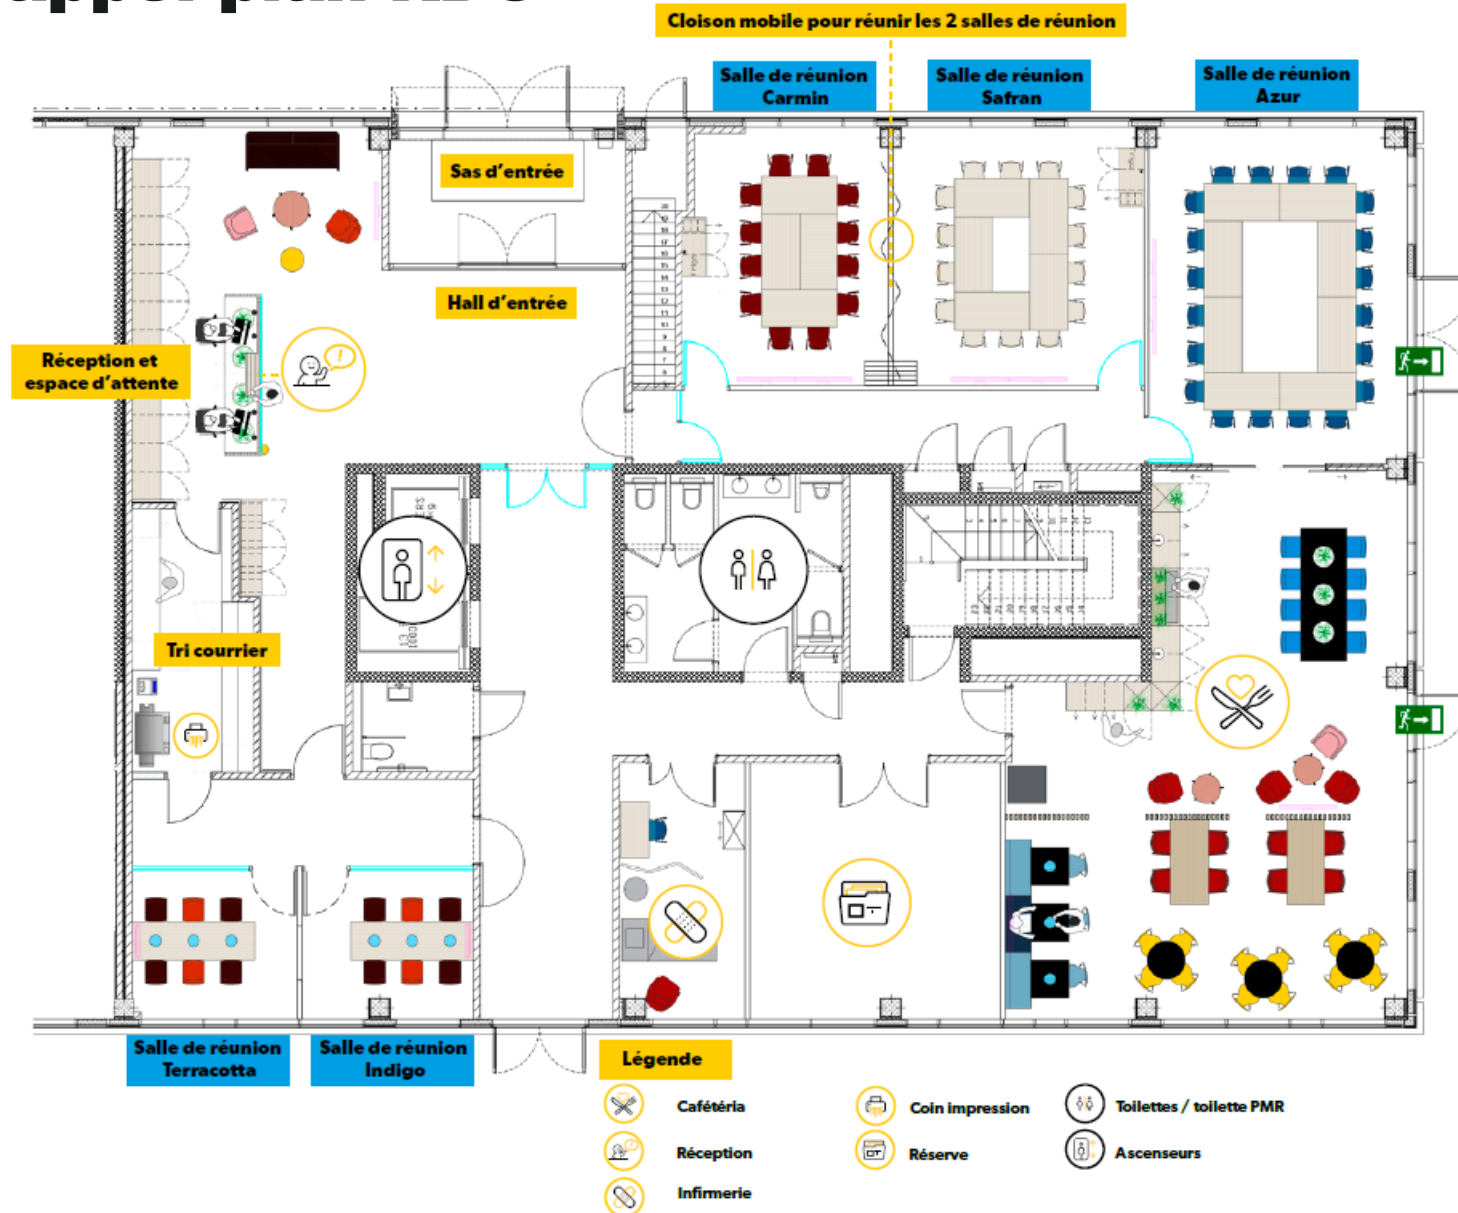 Cloison mobile pour réunir les 2 salles de réunion
Salle de réunion
Carmin
Salle de réunion
Safran
Salle de réunion
Azur
Sas d'entrée
Hall d'entrée
Réception et
espace d'attente
Tri courrier
Salle de réunion
Terracotta
Salle de réunion
Indigo
Légende
Cafétéria
Réception
Infirmerie
Coin impression
Réserve
Toilettes / toilette PMR
Ascenseurs